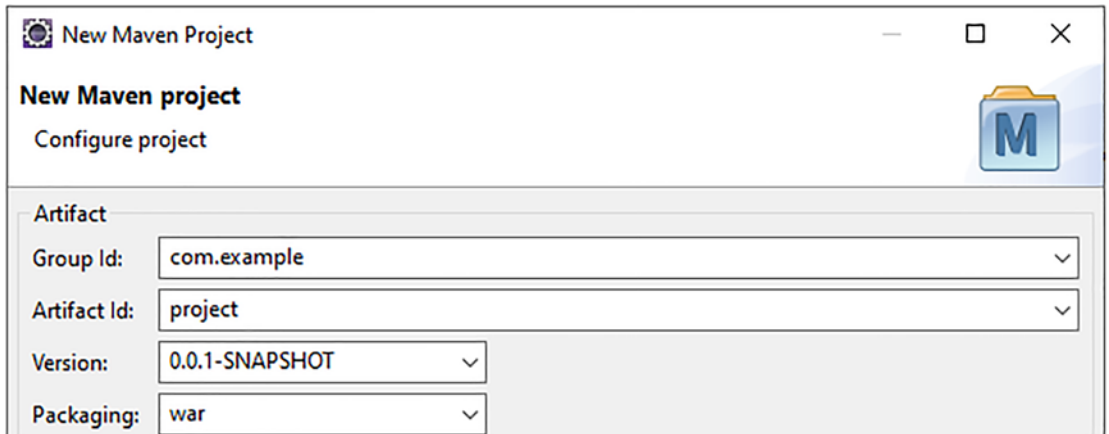 New Maven Project
New Maven project
Configure project
M
Artifact
Group Id: com.example
Artifact Id: project
Version: 0.0.1-SNAPSHOT
Packaging: war